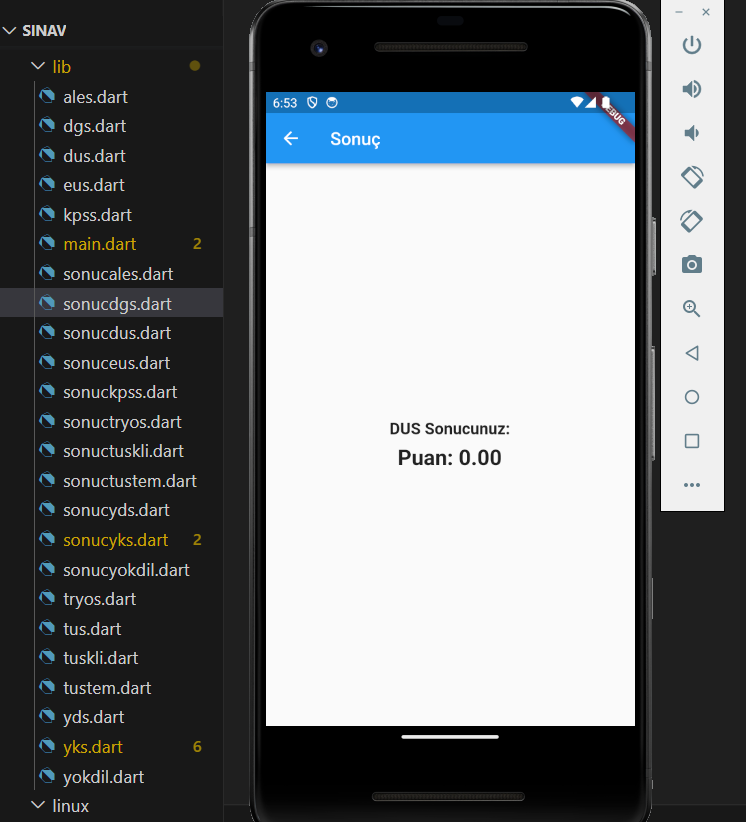 SINAV
lib
ales.dart
dgs.dart
dus.dart
eus.dart
kpss.dart
main.dart 2
sonucales.dart
sonucdgs.dart
sonucdus.dart
sonuceus.dart
sonuckpss.dart
sonuctryos.dart
sonuctuskli.dart
sonuctustem.dart
sonucyds.dart
sonucyks.dart 2
sonucyokdil.dart
tryos.dart
tus.dart
tuskli.dart
tustem.dart
yds.dart
yks.dart 6
yokdil.dart
linux
6:53
DEBUG
Sonuç
DUS Sonucunuz:
Puan: 0.00